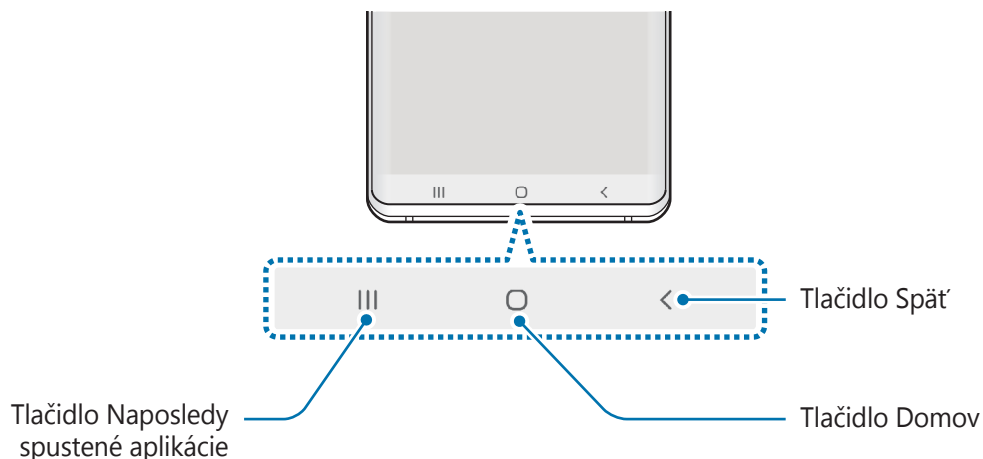 Tlačidlo Späť
Tlačidlo Naposledy
spustené aplikácie
Tlačidlo Domov